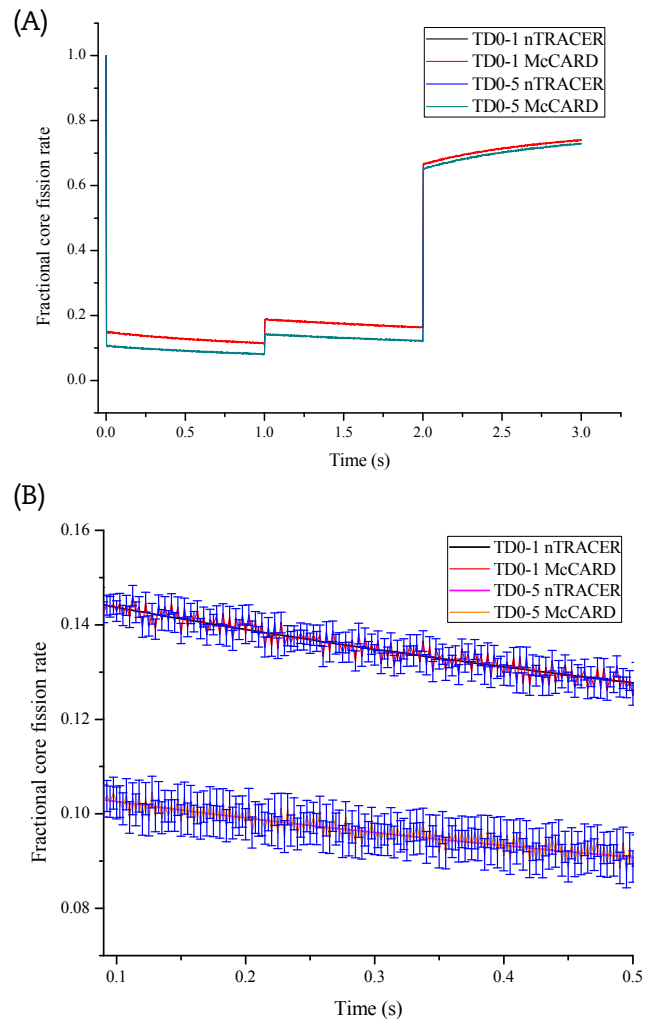 (A)
TD0-1 nTRACER
TD0-1 McCARD
TD0-5 nTRACER
TD0-5 McCARD
1.0
0.8
0.6
0.4
0.2
0.0
Fractional core fission rate
0.0 0.5 1.0 1.5 2.0 2.5 3.0
Time (s)
(B)
TD0-1 nTRACER
TD0-1 McCARD
TD0-5 nTRACER
TD0-5 McCARD
0.16
0.14
0.12
0.10
0.08
Fractional core fission rate
0.1 0.2 0.3 0.4 0.5
Time (s)